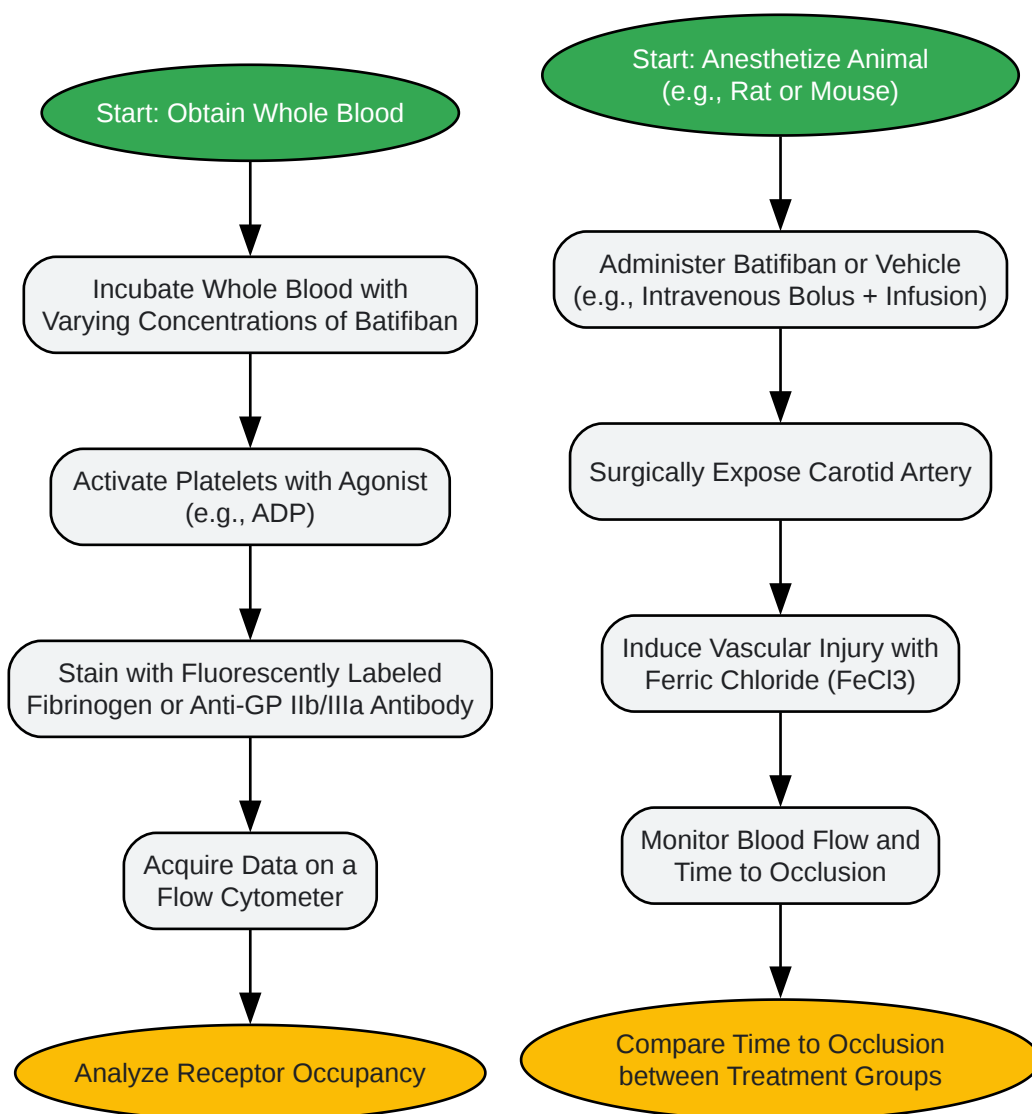 Start: Obtain Whole Blood
Incubate Whole Blood with
Varying Concentrations of Batifiban
Activate Platelets with Agonist
(e.g., ADP)
Stain with Fluorescently Labeled
Fibrinogen or Anti-GP IIb/IIIa Antibody
Acquire Data on a
Flow Cytometer
Analyze Receptor Occupancy
Start: Anesthetize Animal
(e.g., Rat or Mouse)
Administer Batifiban or Vehicle
(e.g., Intravenous Bolus + Infusion)
Surgically Expose Carotid Artery
Induce Vascular Injury with
Ferric Chloride (FeCl3)
Monitor Blood Flow and
Time to Occlusion
Compare Time to Occlusion
between Treatment Groups